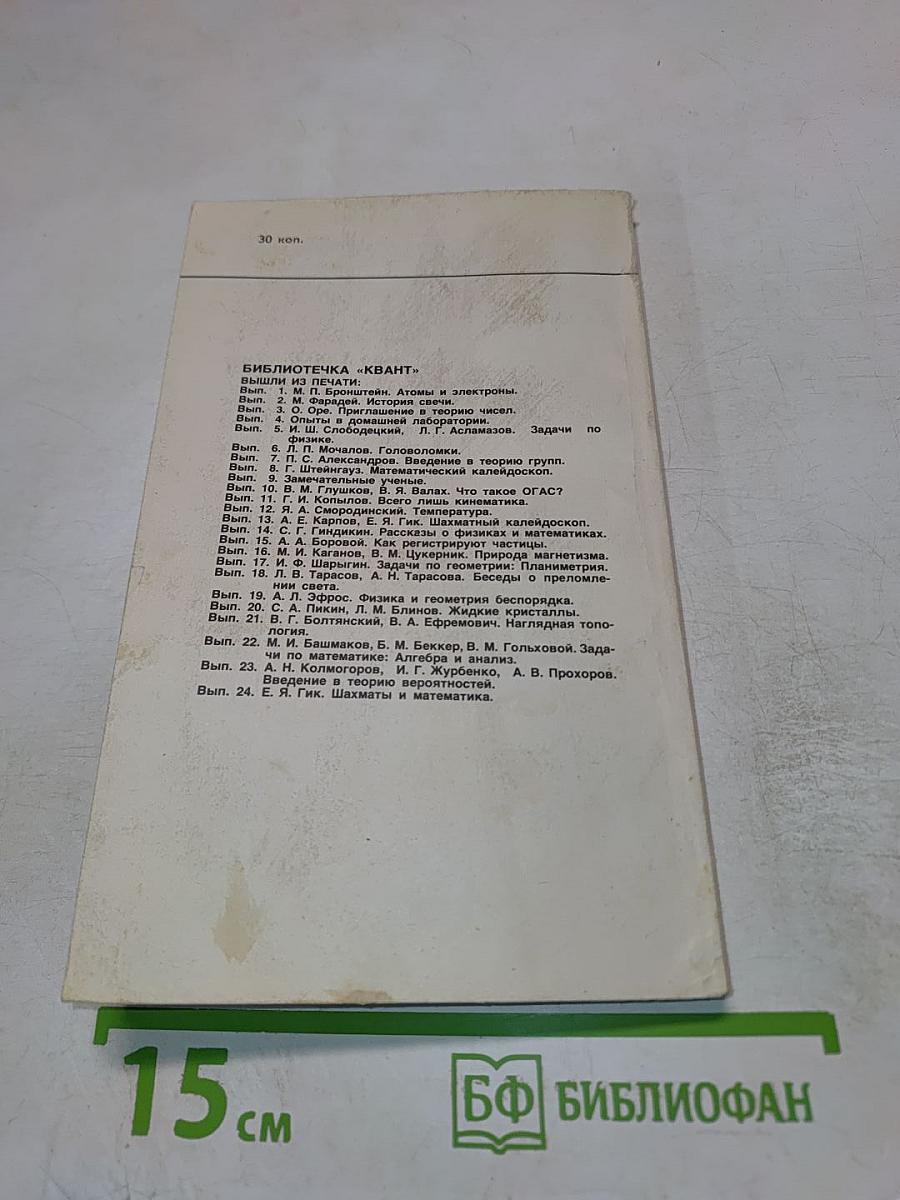 30 коп.
БИБЛИОТЕЧКА «КВАНТ»
ВЫШЛИ ИЗ ПЕЧАТИ:
Вып. 1. М. П. Бронштейн. Атомы и электроны.
Вып. 2. М. Фарадей. История свечи.
Вып. 3. О. Оре. Приглашение в теорию чисел.
Вып. 4. Опыты в домашней лаборатории.
Вып. 5. И. Ш. Слободецкий, Л. Г. Асламазов. Задачи по
физике.
Вып. 6. Л. П. Мочалов. Головоломки.
Вып. 7. П. С. Александров. Введение в теорию групп.
Вып. 8. Г. Штейнгауз. Математический калейдоскоп.
Вып. 9. Замечательные ученые.
Вып. 10. В. М. Глушков, В. Я. Валах. Что такое ОГАС?
Вып. 11. Г. И. Копылов. Всего лишь кинематика.
Вып. 12. Я. А. Смородинский. Температура.
Вып. 13. А. Е. Карпов, Е. Я. Гик. Шахматный калейдоскоп.
Вып. 14. С. Г. Гиндикин. Рассказы о физиках и математиках.
Вып. 15. А. А. Боровой. Как регистрируют частицы.
Вып. 16. М. И. Каганов, В. М. Цукерник. Природа магнетизма.
Вып. 17. И. Ф. Шарыгин. Задачи по геометрии: Планиметрия.
Вып. 18. Л. В. Тарасов, А. Н. Тарасова. Беседы о преломле-
нии света.
Вып. 19. А. Л. Эфрос. Физика и геометрия беспорядка.
Вып. 20. С. А. Пикин, Л. М. Блинов. Жидкие кристаллы.
Вып. 21. В. Г. Болтянский, В. А. Ефремович. Наглядная топо-
логия.
Вып. 22. М. И. Башмаков, Б. М. Беккер, В. М. Гольховой. Зада-
чи по математике: Алгебра и анализ.
Вып. 23. А. Н. Колмогоров, И. Г. Журбенко, А. В. Прохоров.
Введение в теорию вероятностей.
Вып. 24. Е. Я. Гик. Шахматы и математика.
15 см
БФ БИБЛИОФАН